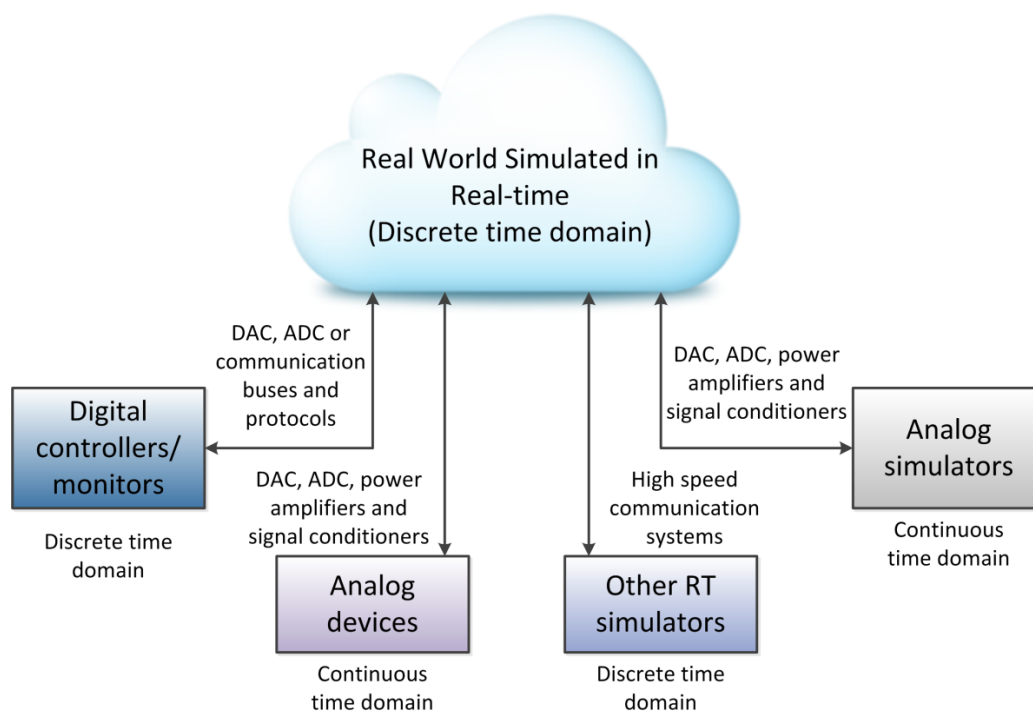 Real World Simulated in
Real-time
(Discrete time domain)
DAC, ADC or
communication
buses and
protocols
DAC, ADC, power
amplifiers and
signal conditioners
Digital
controllers/
monitors
Discrete time
domain
Analog
simulators
Continuous
time domain
DAC, ADC, power
amplifiers and
signal conditioners
High speed
communication
systems
Analog
devices
Continuous
time domain
Other RT
simulators
Discrete time
domain